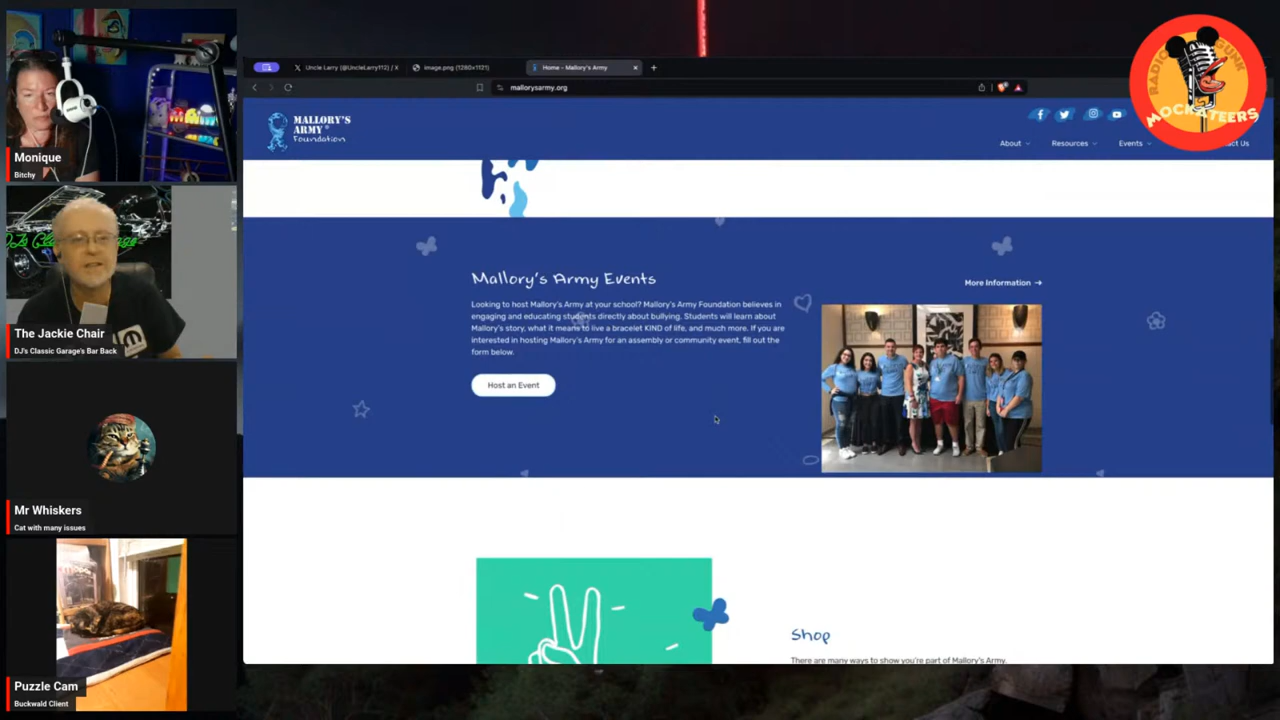 Monique
Bitchy
The Jackie Chair
DJ's Classic Garage's Bar Back
Mr Whiskers
Cat with many issues
Puzzle Cam
Buckwald Client
Uncle Larry (@UncleLarry112) / X
image.png (1280×1121)
Home - Mallory's Army
mallorysarmy.org
MALLORY'S
ARMY®
Foundation
About
Resources
Events
ct Us
RADIO GUNK
MOCKATEERS
Mallory's Army Events
More Information →
Looking to host Mallory's Army at your school? Mallory's Army Foundation believes in
engaging and educating students directly about bullying. Students will learn about
Mallory's story, what it means to live a bracelet KIND of life, and much more. If you are
interested in hosting Mallory's Army for an assembly or community event, fill out the
form below.
Host an Event
Shop
There are many ways to show you're part of Mallory's Army.